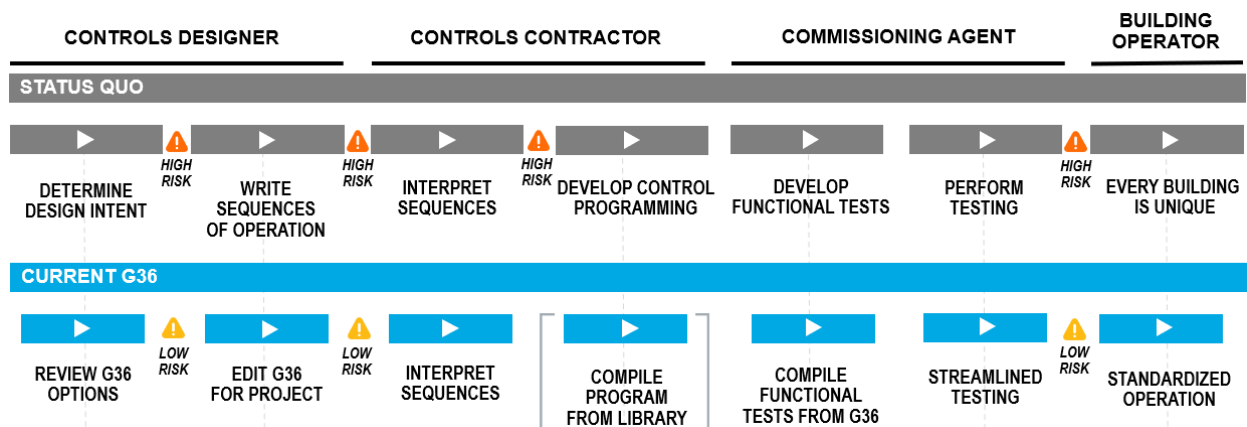 CONTROLS DESIGNER
CONTROLS CONTRACTOR
COMMISSIONING AGENT
BUILDING
OPERATOR
STATUS QUO
HIGH
RISK
HIGH
RISK
HIGH
RISK
HIGH
RISK
DETERMINE
DESIGN INTENT
WRITE
SEQUENCES
OF OPERATION
INTERPRET
SEQUENCES
DEVELOP CONTROL
PROGRAMMING
DEVELOP
FUNCTIONAL TESTS
PERFORM
TESTING
EVERY BUILDING
IS UNIQUE
CURRENT G36
LOW
RISK
LOW
RISK
LOW
RISK
REVIEW G36
OPTIONS
EDIT G36
FOR PROJECT
INTERPRET
SEQUENCES
COMPILE
PROGRAM
FROM LIBRARY
COMPILE
FUNCTIONAL
TESTS FROM G36
STREAMLINED
TESTING
STANDARDIZED
OPERATION